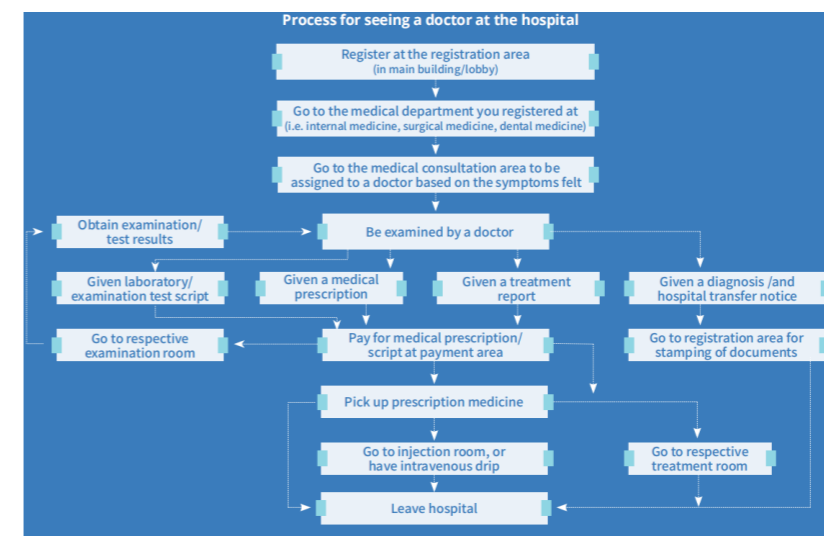 Process for seeing a doctor at the hospital
Register at the registration area
(in main building/lobby)
Go to the medical department you registered at
(i.e. internal medicine, surgical medicine, dental medicine)
Go to the medical consultation area to be
assigned to a doctor based on the symptoms felt
Obtain examination/
test results
Be examined by a doctor
Given laboratory/
examination test script
Given a medical
prescription
Given a treatment
report
Given a diagnosis /and
hospital transfer notice
Go to respective
examination room
Pay for medical prescription/
script at payment area
Go to registration area for
stamping of documents
Pick up prescription medicine
Go to injection room, or
have intravenous drip
Go to respective
treatment room
Leave hospital